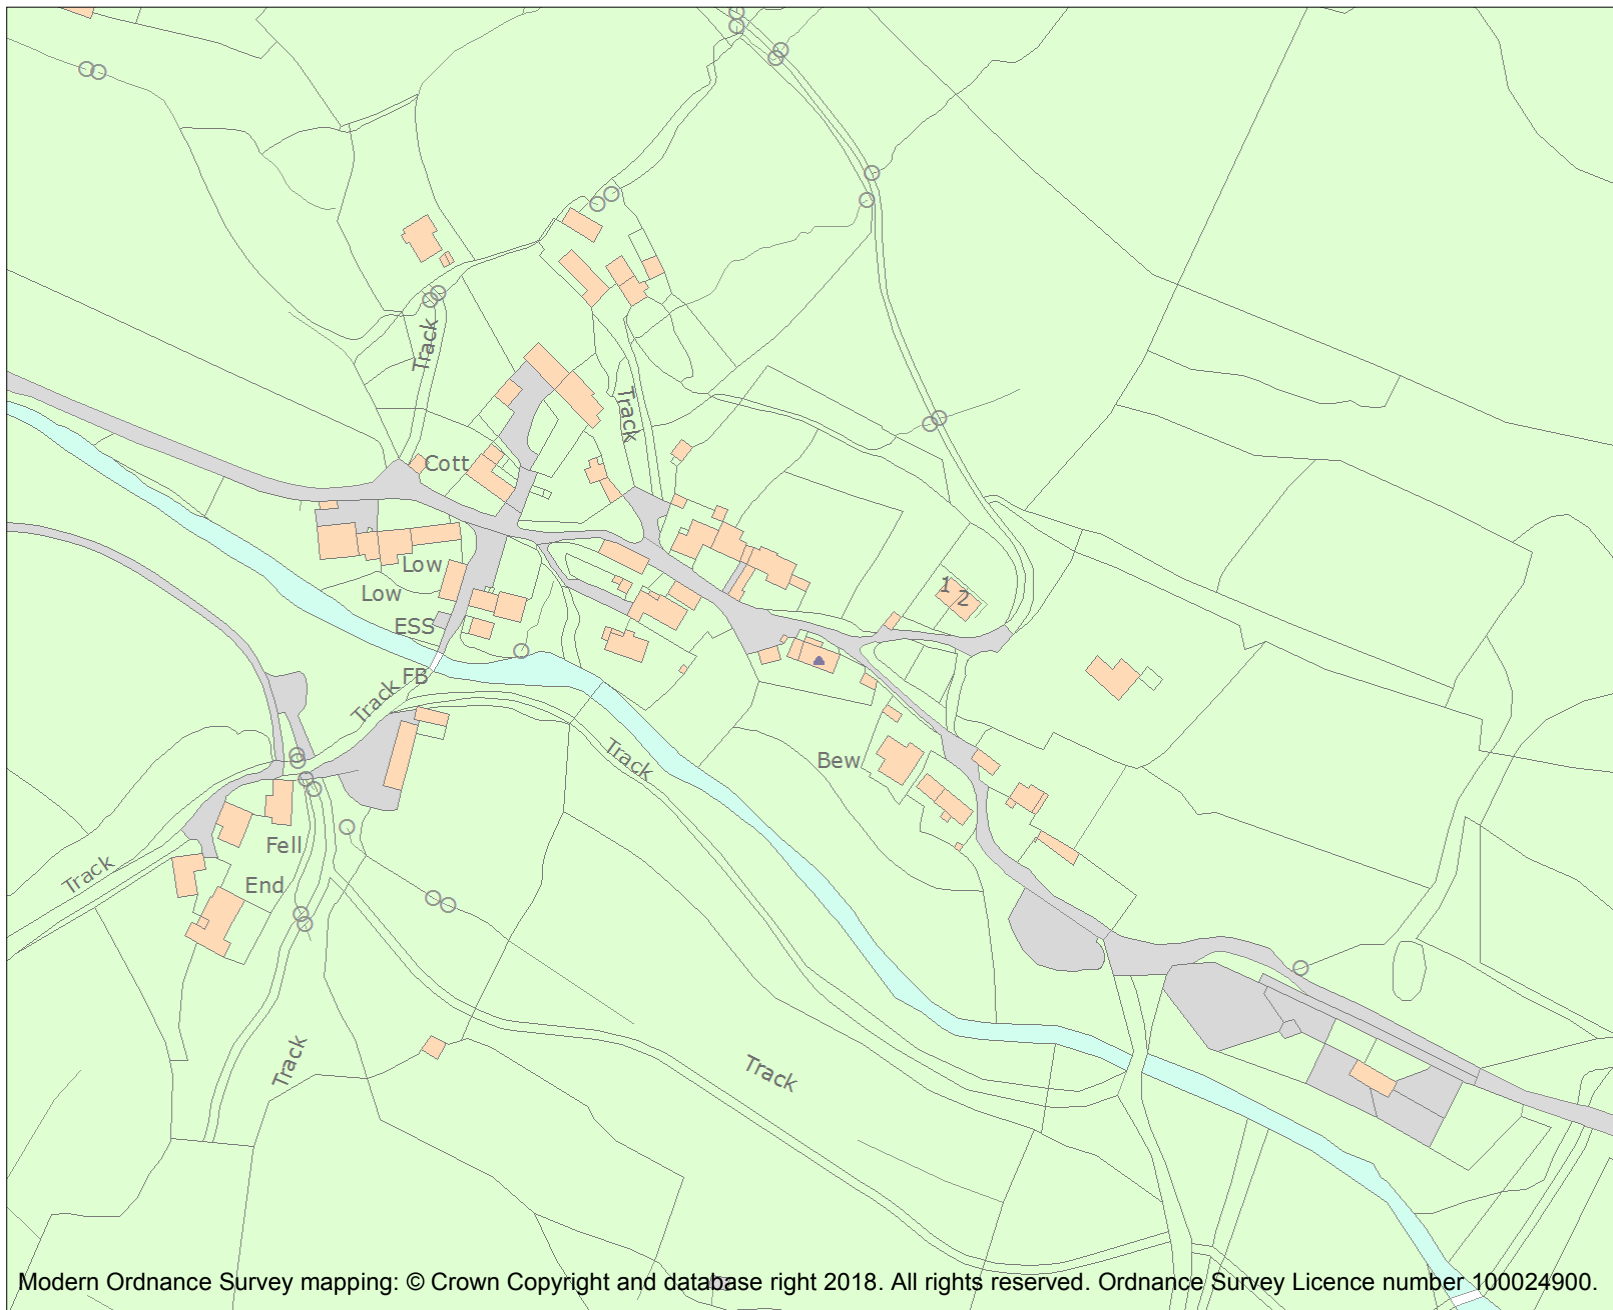 Track
Track
Cott
Low
Low
1
2
ESS
FB
Track
Track
Bew
Fell
Track
End
Track
Track
Modern Ordnance Survey mapping: © Crown Copyright and database right 2018. All rights reserved. Ordnance Survey Licence number 100024900.